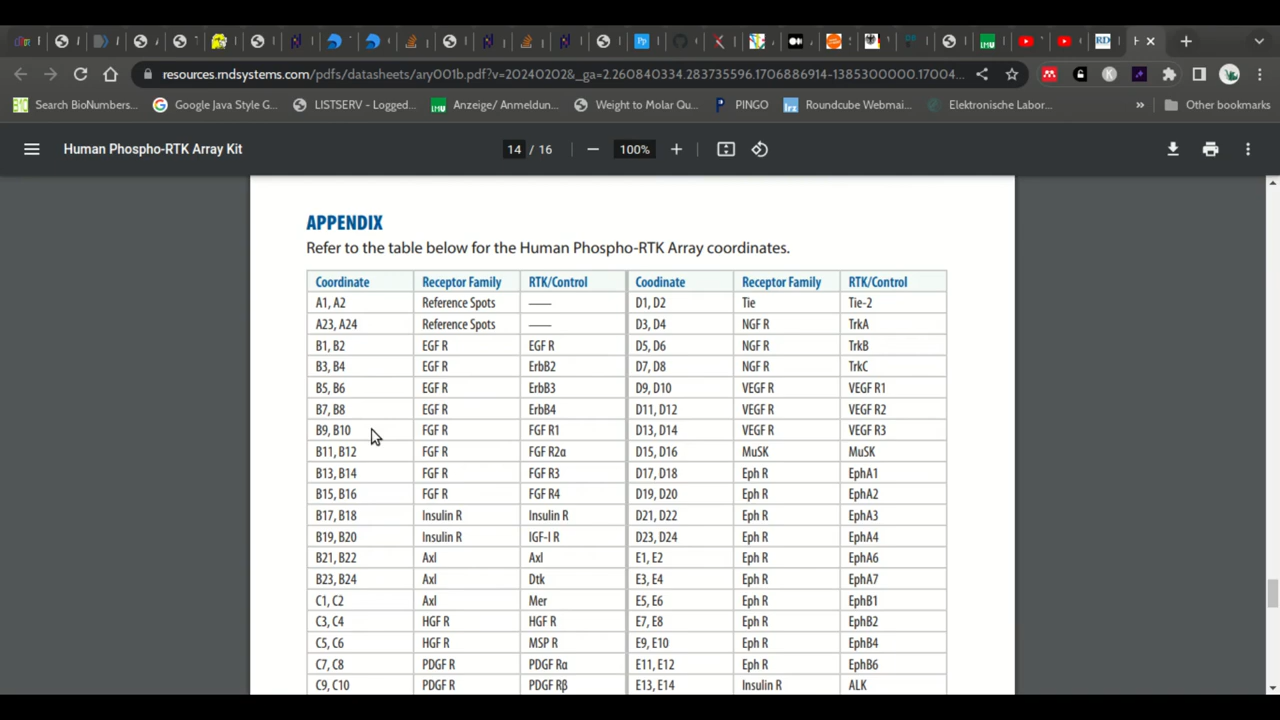 resources.rndsystems.com/pdfs/datasheets/ary001b.pdf?v=20240202&_ga=2.260840334.283735596.1706886914-1385300000.17004...
Search BioNumbers... Google Java Style G... LISTSERV - Logged... Anzeige/ Anmeldun... Weight to Molar Qu... PINGO Roundcube Webmai... Elektronische Labor... » Other bookmarks
Human Phospho-RTK Array Kit 14 / 16 — 100% +
APPENDIX
Refer to the table below for the Human Phospho-RTK Array coordinates.
Coordinate Receptor Family RTK/Control Coodinate Receptor Family RTK/Control
A1, A2 Reference Spots —— D1, D2 Tie Tie-2
A23, A24 Reference Spots —— D3, D4 NGF R TrkA
B1, B2 EGF R EGF R D5, D6 NGF R TrkB
B3, B4 EGF R ErbB2 D7, D8 NGF R TrkC
B5, B6 EGF R ErbB3 D9, D10 VEGF R VEGF R1
B7, B8 EGF R ErbB4 D11, D12 VEGF R VEGF R2
B9, B10 FGF R FGF R1 D13, D14 VEGF R VEGF R3
B11, B12 FGF R FGF R2α D15, D16 MuSK MuSK
B13, B14 FGF R FGF R3 D17, D18 Eph R EphA1
B15, B16 FGF R FGF R4 D19, D20 Eph R EphA2
B17, B18 Insulin R Insulin R D21, D22 Eph R EphA3
B19, B20 Insulin R IGF-I R D23, D24 Eph R EphA4
B21, B22 Axl Axl E1, E2 Eph R EphA6
B23, B24 Axl Dtk E3, E4 Eph R EphA7
C1, C2 Axl Mer E5, E6 Eph R EphB1
C3, C4 HGF R HGF R E7, E8 Eph R EphB2
C5, C6 HGF R MSP R E9, E10 Eph R EphB4
C7, C8 PDGF R PDGF Rα E11, E12 Eph R EphB6
C9, C10 PDGF R PDGF Rβ E13, E14 Insulin R ALK